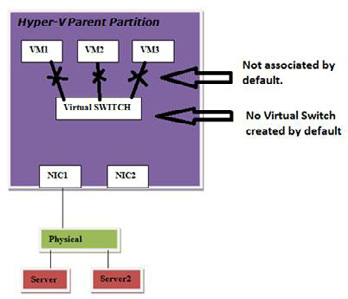 Hyper-V Parent Partition
VM1
VM2
VM3
Not associated by
default.
Virtual SWITCH
No Virtual Switch
created by default
NIC1
NIC2
Physical
Server
Server2